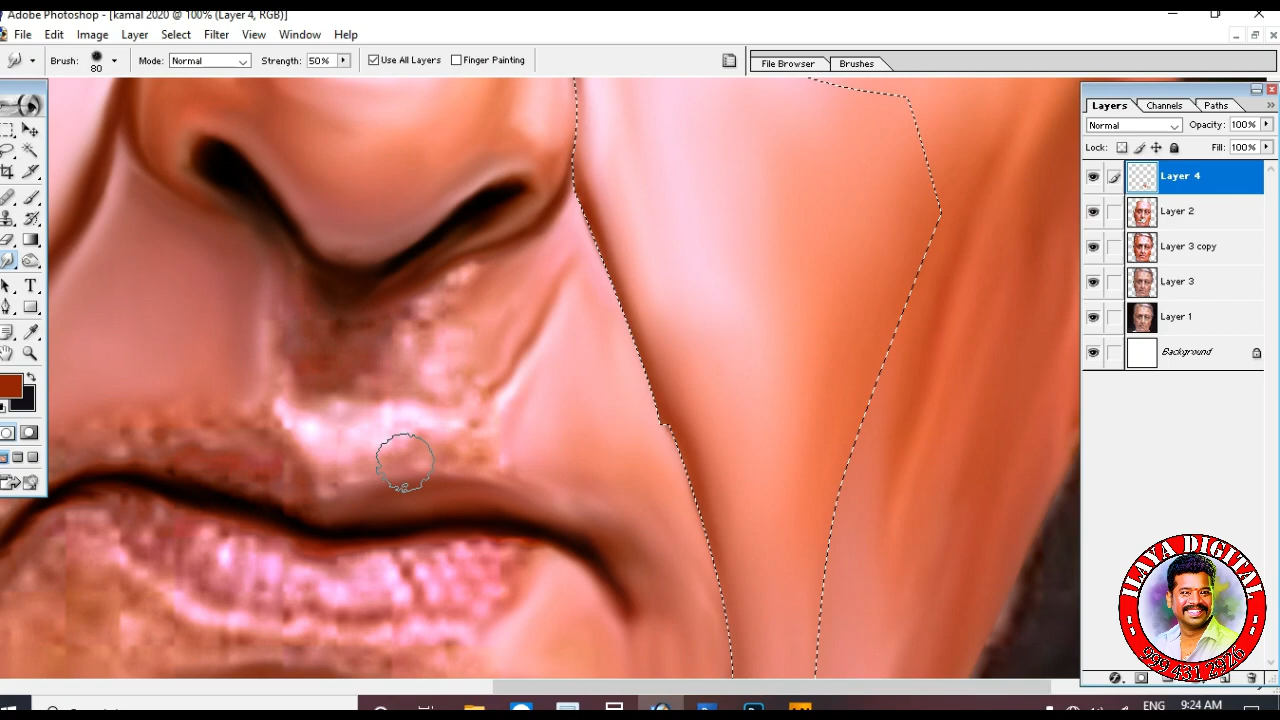 Adobe Photoshop - [kamal 2020 @ 100% (Layer 4, RGB)]
File Edit Image Layer Select Filter View Window Help
Brush: 80 Mode: Normal Strength: 50% Use All Layers Finger Painting File Browser Brushes
Layers Channels Paths
Normal Opacity: 100%
Lock: Fill: 100%
Layer 4
Layer 2
Layer 3 copy
Layer 3
Layer 1
Background
ILAYA DIGITAL
999 431 2926
ENG 9:24 AM